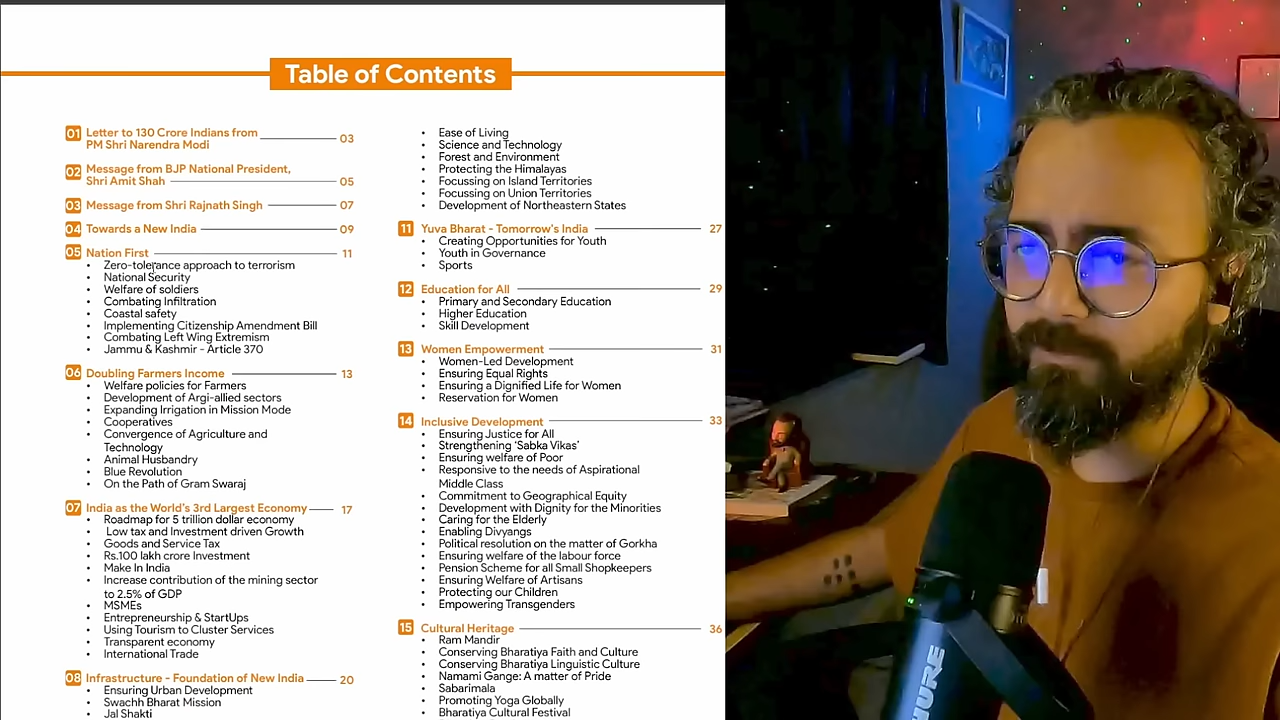 Table of Contents
01 Letter to 130 Crore Indians from
PM Shri Narendra Modi 03
02 Message from BJP National President,
Shri Amit Shah 05
03 Message from Shri Rajnath Singh 07
04 Towards a New India 09
05 Nation First 11
• Zero-tolerance approach to terrorism
• National Security
• Welfare of soldiers
• Combating Infiltration
• Coastal safety
• Implementing Citizenship Amendment Bill
• Combating Left Wing Extremism
• Jammu & Kashmir - Article 370
06 Doubling Farmers Income 13
• Welfare policies for Farmers
• Development of Argi-allied sectors
• Expanding Irrigation in Mission Mode
• Cooperatives
• Convergence of Agriculture and
Technology
• Animal Husbandry
• Blue Revolution
• On the Path of Gram Swaraj
07 India as the World's 3rd Largest Economy 17
• Roadmap for 5 trillion dollar economy
• Low tax and Investment driven Growth
• Goods and Service Tax
• Rs.100 lakh crore Investment
• Make In India
• Increase contribution of the mining sector
to 2.5% of GDP
• MSMEs
• Entrepreneurship & StartUps
• Using Tourism to Cluster Services
• Transparent economy
• International Trade
08 Infrastructure - Foundation of New India 20
• Ensuring Urban Development
• Swachh Bharat Mission
• Jal Shakti
• Ease of Living
• Science and Technology
• Forest and Environment
• Protecting the Himalayas
• Focussing on Island Territories
• Focussing on Union Territories
• Development of Northeastern States
11 Yuva Bharat - Tomorrow's India 27
• Creating Opportunities for Youth
• Youth in Governance
• Sports
12 Education for All 29
• Primary and Secondary Education
• Higher Education
• Skill Development
13 Women Empowerment 31
• Women-Led Development
• Ensuring Equal Rights
• Ensuring a Dignified Life for Women
• Reservation for Women
14 Inclusive Development 33
• Ensuring Justice for All
• Strengthening 'Sabka Vikas'
• Ensuring welfare of Poor
• Responsive to the needs of Aspirational
Middle Class
• Commitment to Geographical Equity
• Development with Dignity for the Minorities
• Caring for the Elderly
• Enabling Divyangs
• Political resolution on the matter of Gorkha
• Ensuring welfare of the labour force
• Pension Scheme for all Small Shopkeepers
• Ensuring Welfare of Artisans
• Protecting our Children
• Empowering Transgenders
15 Cultural Heritage 36
• Ram Mandir
• Conserving Bharatiya Faith and Culture
• Conserving Bharatiya Linguistic Culture
• Namami Gange: A matter of Pride
• Sabarimala
• Promoting Yoga Globally
• Bharatiya Cultural Festival